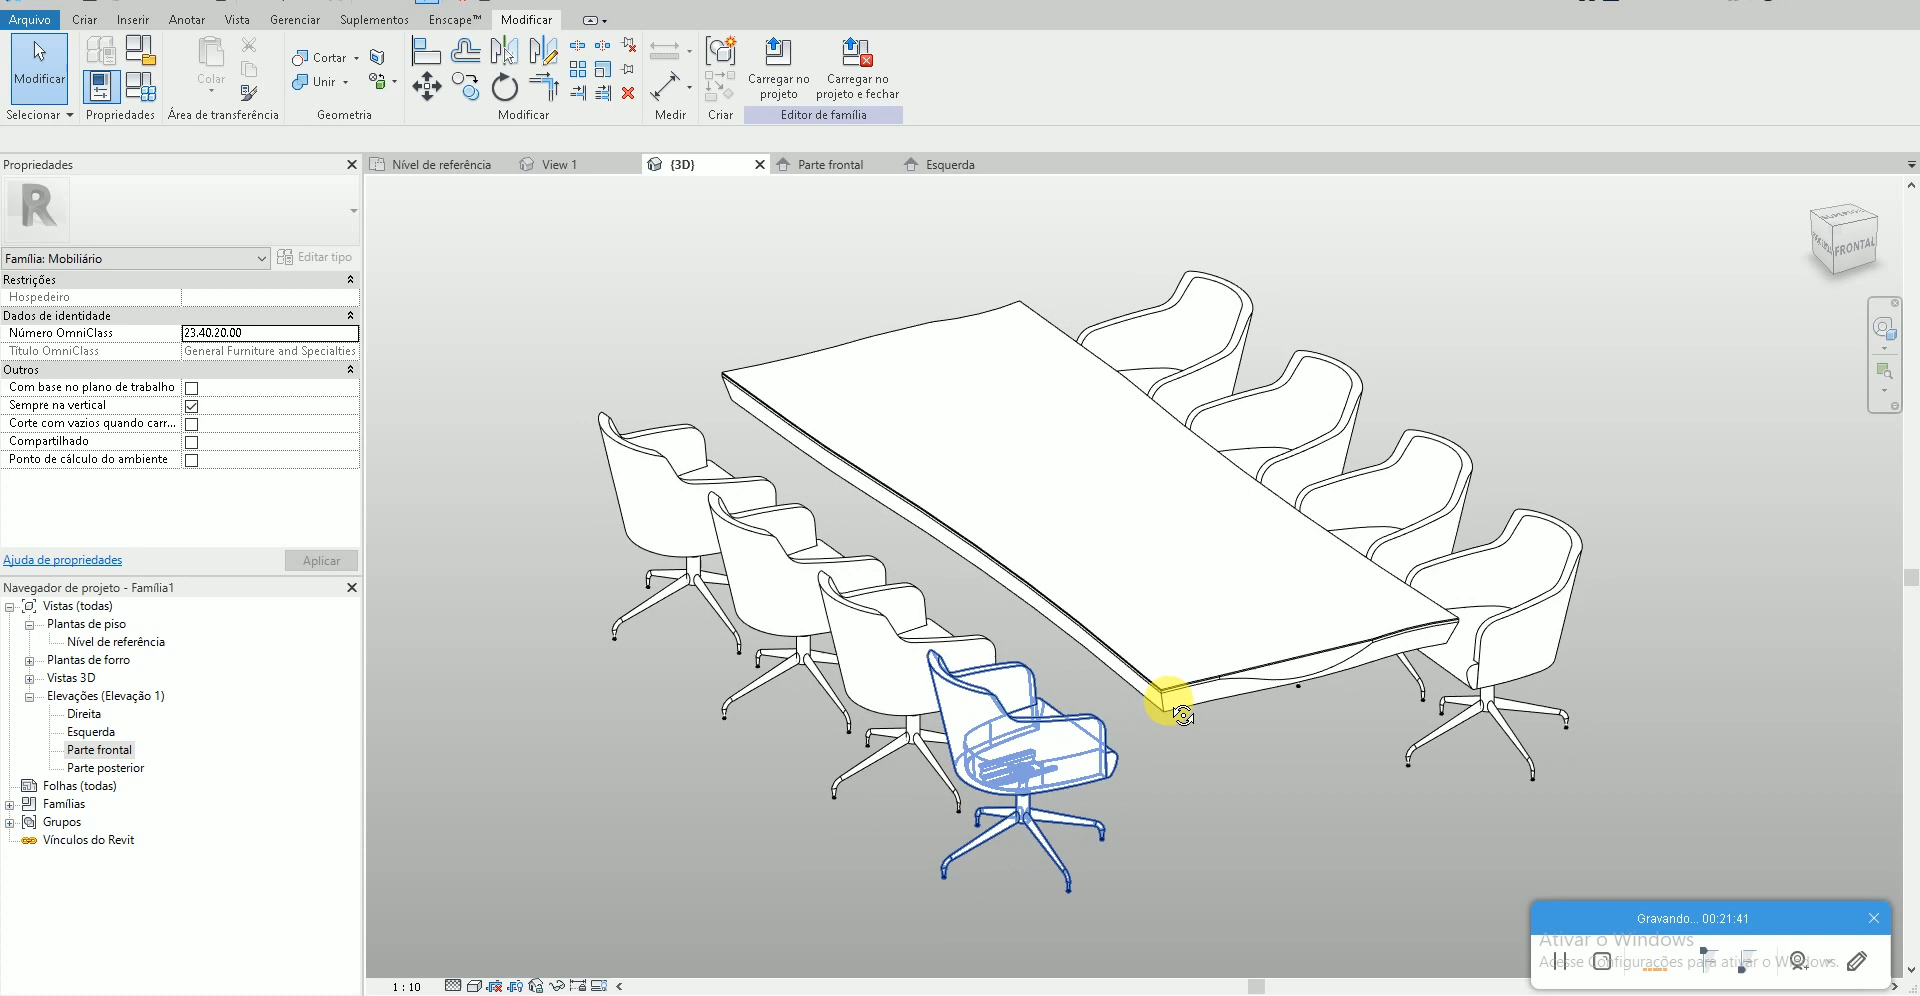 Arquivo Criar Inserir Anotar Vista Gerenciar Suplementos Enscape™ Modificar
Modificar
Colar
Cortar
Unir
Carregar no projeto
Carregar no projeto e fechar
Selecionar Propriedades Área de transferência Geometria Modificar Medir Criar Editor de família
Propriedades
Nível de referência View 1 {3D} Parte frontal Esquerda
R
Família: Mobiliário Editar tipo
Restrições
Hospedeiro
Dados de identidade
Número OmniClass 23.40.20.00
Título OmniClass General Furniture and Specialties
Outros
Com base no plano de trabalho
Sempre na vertical
Corte com vazios quando carr...
Compartilhado
Ponto de cálculo do ambiente
Ajuda de propriedades Aplicar
Navegador de projeto - Família1
Vistas (todas)
Plantas de piso
Nível de referência
Plantas de forro
Vistas 3D
Elevações (Elevação 1)
Direita
Esquerda
Parte frontal
Parte posterior
Folhas (todas)
Famílias
Grupos
Vínculos do Revit
FRONTAL
Gravando... 00:21:41
Ativar o Windows
Acesse Configurações para ativar o Windows.
1 : 10